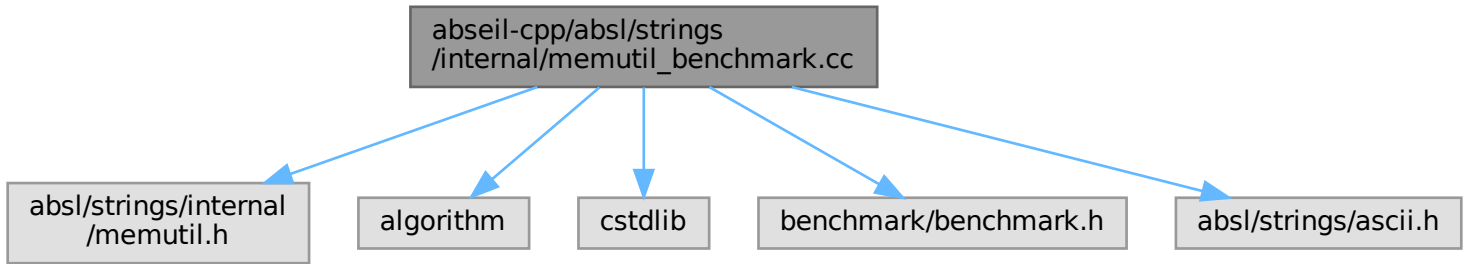 abseil-cpp/absl/strings
/internal/memutil_benchmark.cc
absl/strings/internal
/memutil.h
algorithm
cstdlib
benchmark/benchmark.h
absl/strings/ascii.h